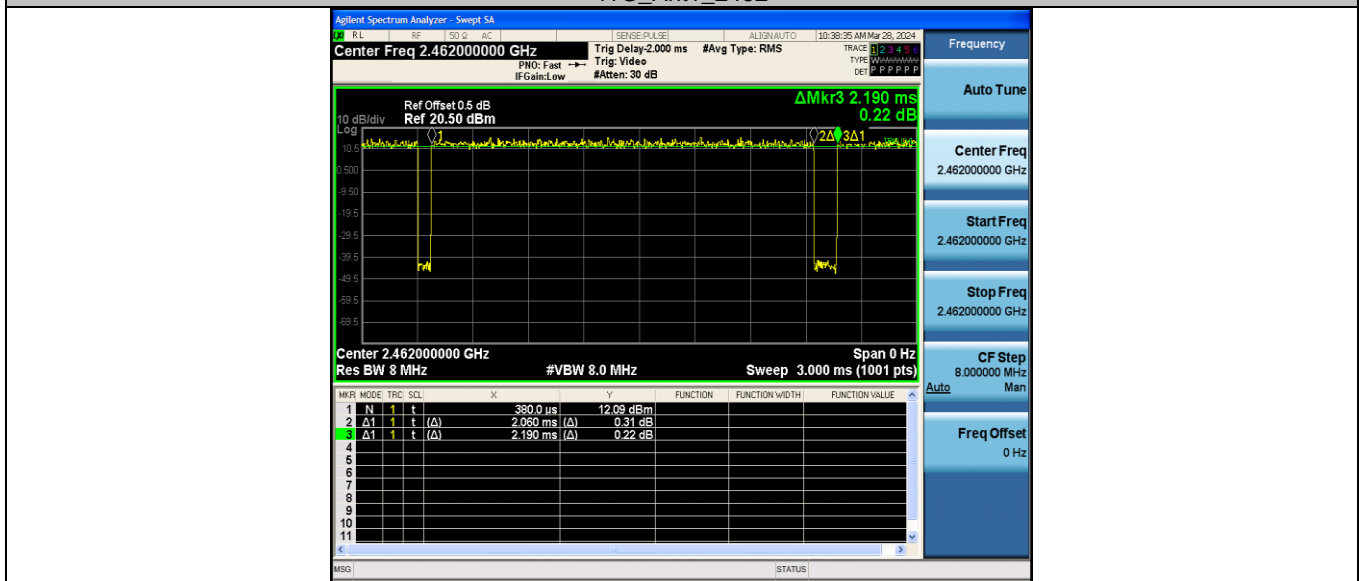 Agilent Spectrum Analyzer - Swept SA
RL RF 50 Ω AC SENSE:PULSE ALIGNAUTO 10:38:35 AM Mar 28, 2024
Center Freq 2.462000000 GHz
Trig Delay-2.000 ms #Avg Type: RMS
TRACE 1 2 3 4 5 6
PNO: Fast Trig: Video
TYPE
IFGain:Low #Atten: 30 dB
DET P P P P P P
Frequency
Auto Tune
Center Freq
2.462000000 GHz
Start Freq
2.462000000 GHz
Stop Freq
2.462000000 GHz
CF Step
8.000000 MHz
Auto Man
Freq Offset
0 Hz
ΔMkr3 2.190 ms
0.22 dB
Ref Offset 0.5 dB
10 dB/div Ref 20.50 dBm
Log
1 2Δ 3Δ1
10.5
0.500
-9.50
-19.5
-29.5
-39.5
-49.5
-59.5
-69.5
Center 2.462000000 GHz Span 0 Hz
Res BW 8 MHz #VBW 8.0 MHz Sweep 3.000 ms (1001 pts)
MKR MODE TRC SCL X Y FUNCTION FUNCTION WIDTH FUNCTION VALUE
1 N 1 t 380.0 µs 12.09 dBm
2 Δ1 1 t (Δ) 2.060 ms (Δ) 0.31 dB
3 Δ1 1 t (Δ) 2.190 ms (Δ) 0.22 dB
4
5
6
7
8
9
10
11
MSG STATUS